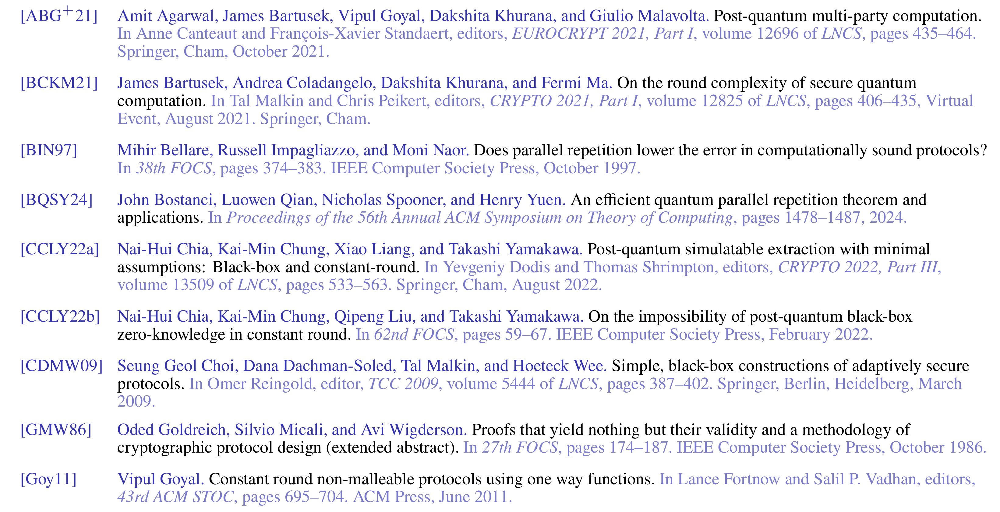 [ABG+21] Amit Agarwal, James Bartusek, Vipul Goyal, Dakshita Khurana, and Giulio Malavolta. Post-quantum multi-party computation.
In Anne Canteaut and François-Xavier Standaert, editors, EUROCRYPT 2021, Part I, volume 12696 of LNCS, pages 435–464.
Springer, Cham, October 2021.
[BCKM21] James Bartusek, Andrea Coladangelo, Dakshita Khurana, and Fermi Ma. On the round complexity of secure quantum
computation. In Tal Malkin and Chris Peikert, editors, CRYPTO 2021, Part I, volume 12825 of LNCS, pages 406–435, Virtual
Event, August 2021. Springer, Cham.
[BIN97] Mihir Bellare, Russell Impagliazzo, and Moni Naor. Does parallel repetition lower the error in computationally sound protocols?
In 38th FOCS, pages 374–383. IEEE Computer Society Press, October 1997.
[BQSY24] John Bostanci, Luowen Qian, Nicholas Spooner, and Henry Yuen. An efficient quantum parallel repetition theorem and
applications. In Proceedings of the 56th Annual ACM Symposium on Theory of Computing, pages 1478–1487, 2024.
[CCLY22a] Nai-Hui Chia, Kai-Min Chung, Xiao Liang, and Takashi Yamakawa. Post-quantum simulatable extraction with minimal
assumptions: Black-box and constant-round. In Yevgeniy Dodis and Thomas Shrimpton, editors, CRYPTO 2022, Part III,
volume 13509 of LNCS, pages 533–563. Springer, Cham, August 2022.
[CCLY22b] Nai-Hui Chia, Kai-Min Chung, Qipeng Liu, and Takashi Yamakawa. On the impossibility of post-quantum black-box
zero-knowledge in constant round. In 62nd FOCS, pages 59–67. IEEE Computer Society Press, February 2022.
[CDMW09] Seung Geol Choi, Dana Dachman-Soled, Tal Malkin, and Hoeteck Wee. Simple, black-box constructions of adaptively secure
protocols. In Omer Reingold, editor, TCC 2009, volume 5444 of LNCS, pages 387–402. Springer, Berlin, Heidelberg, March
2009.
[GMW86] Oded Goldreich, Silvio Micali, and Avi Wigderson. Proofs that yield nothing but their validity and a methodology of
cryptographic protocol design (extended abstract). In 27th FOCS, pages 174–187. IEEE Computer Society Press, October 1986.
[Goy11] Vipul Goyal. Constant round non-malleable protocols using one way functions. In Lance Fortnow and Salil P. Vadhan, editors,
43rd ACM STOC, pages 695–704. ACM Press, June 2011.